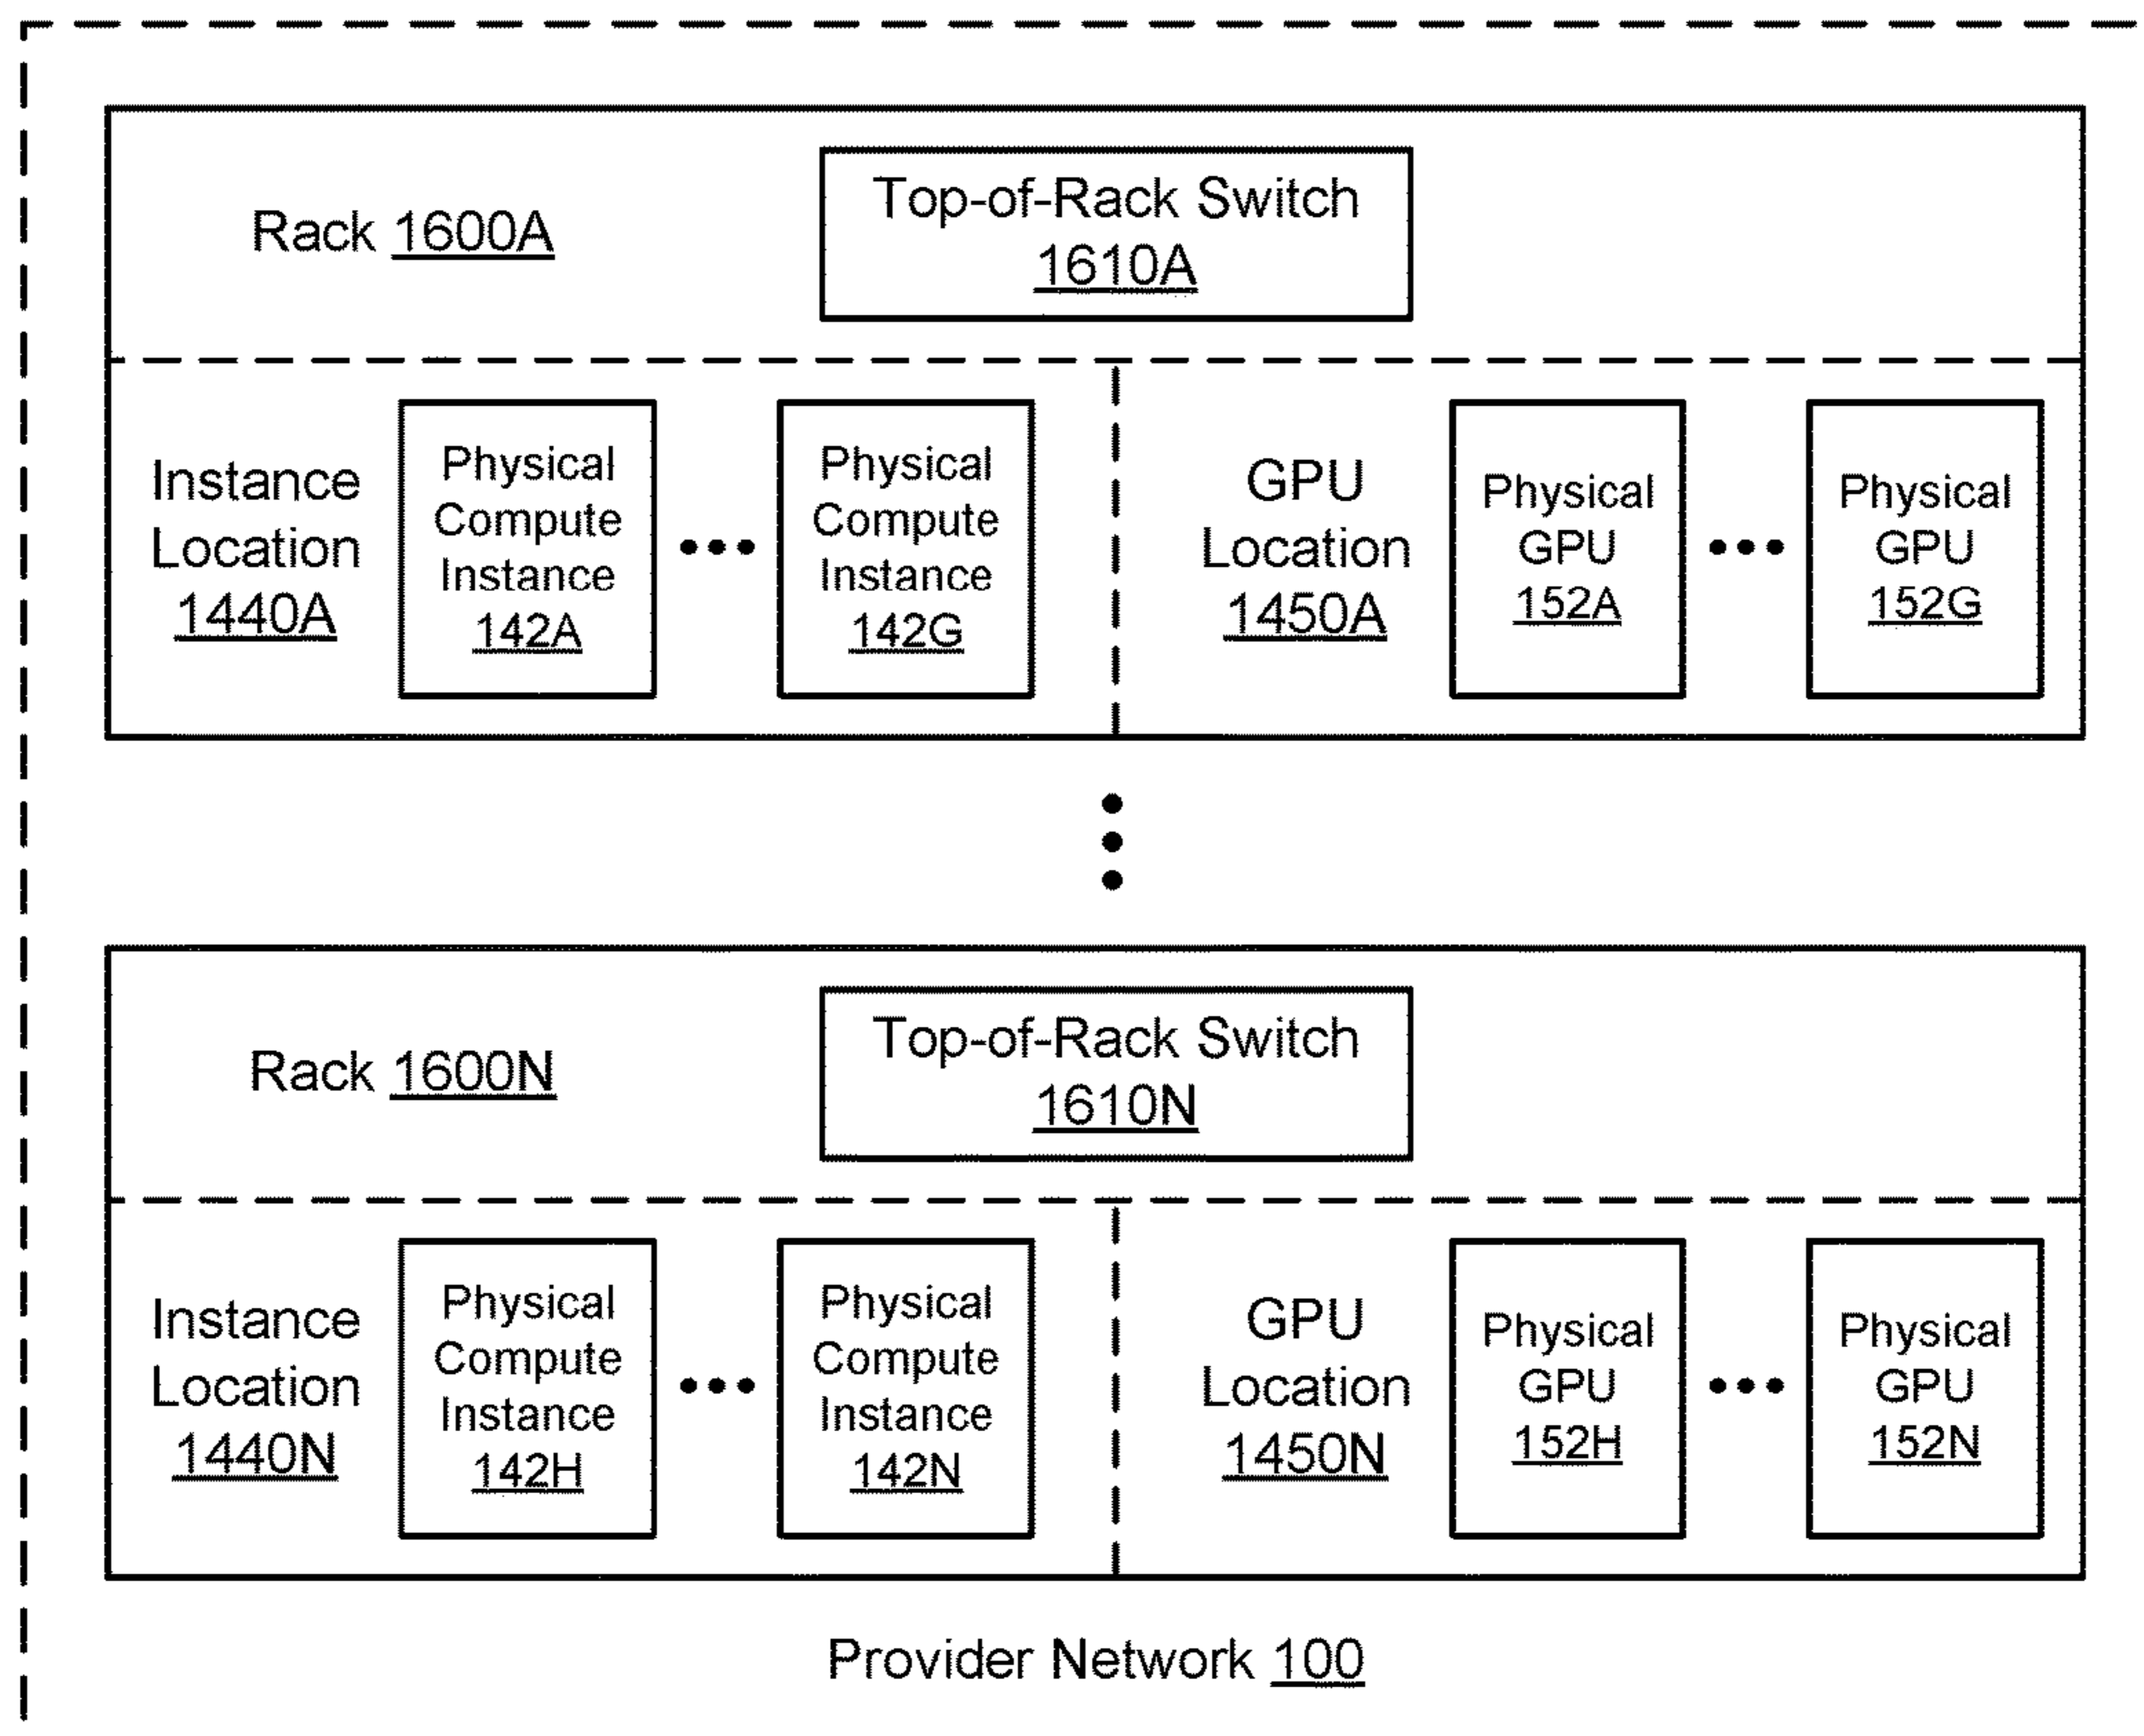 Rack 1600A
Top-of-Rack Switch
1610A
Instance
Location
1440A
Physical
Compute
Instance
142A
Physical
Compute
Instance
142G
GPU
Location
1450A
Physical
GPU
152A
Physical
GPU
152G
Rack 1600N
Top-of-Rack Switch
1610N
Instance
Location
1440N
Physical
Compute
Instance
142H
Physical
Compute
Instance
142N
GPU
Location
1450N
Physical
GPU
152H
Physical
GPU
152N
Provider Network 100